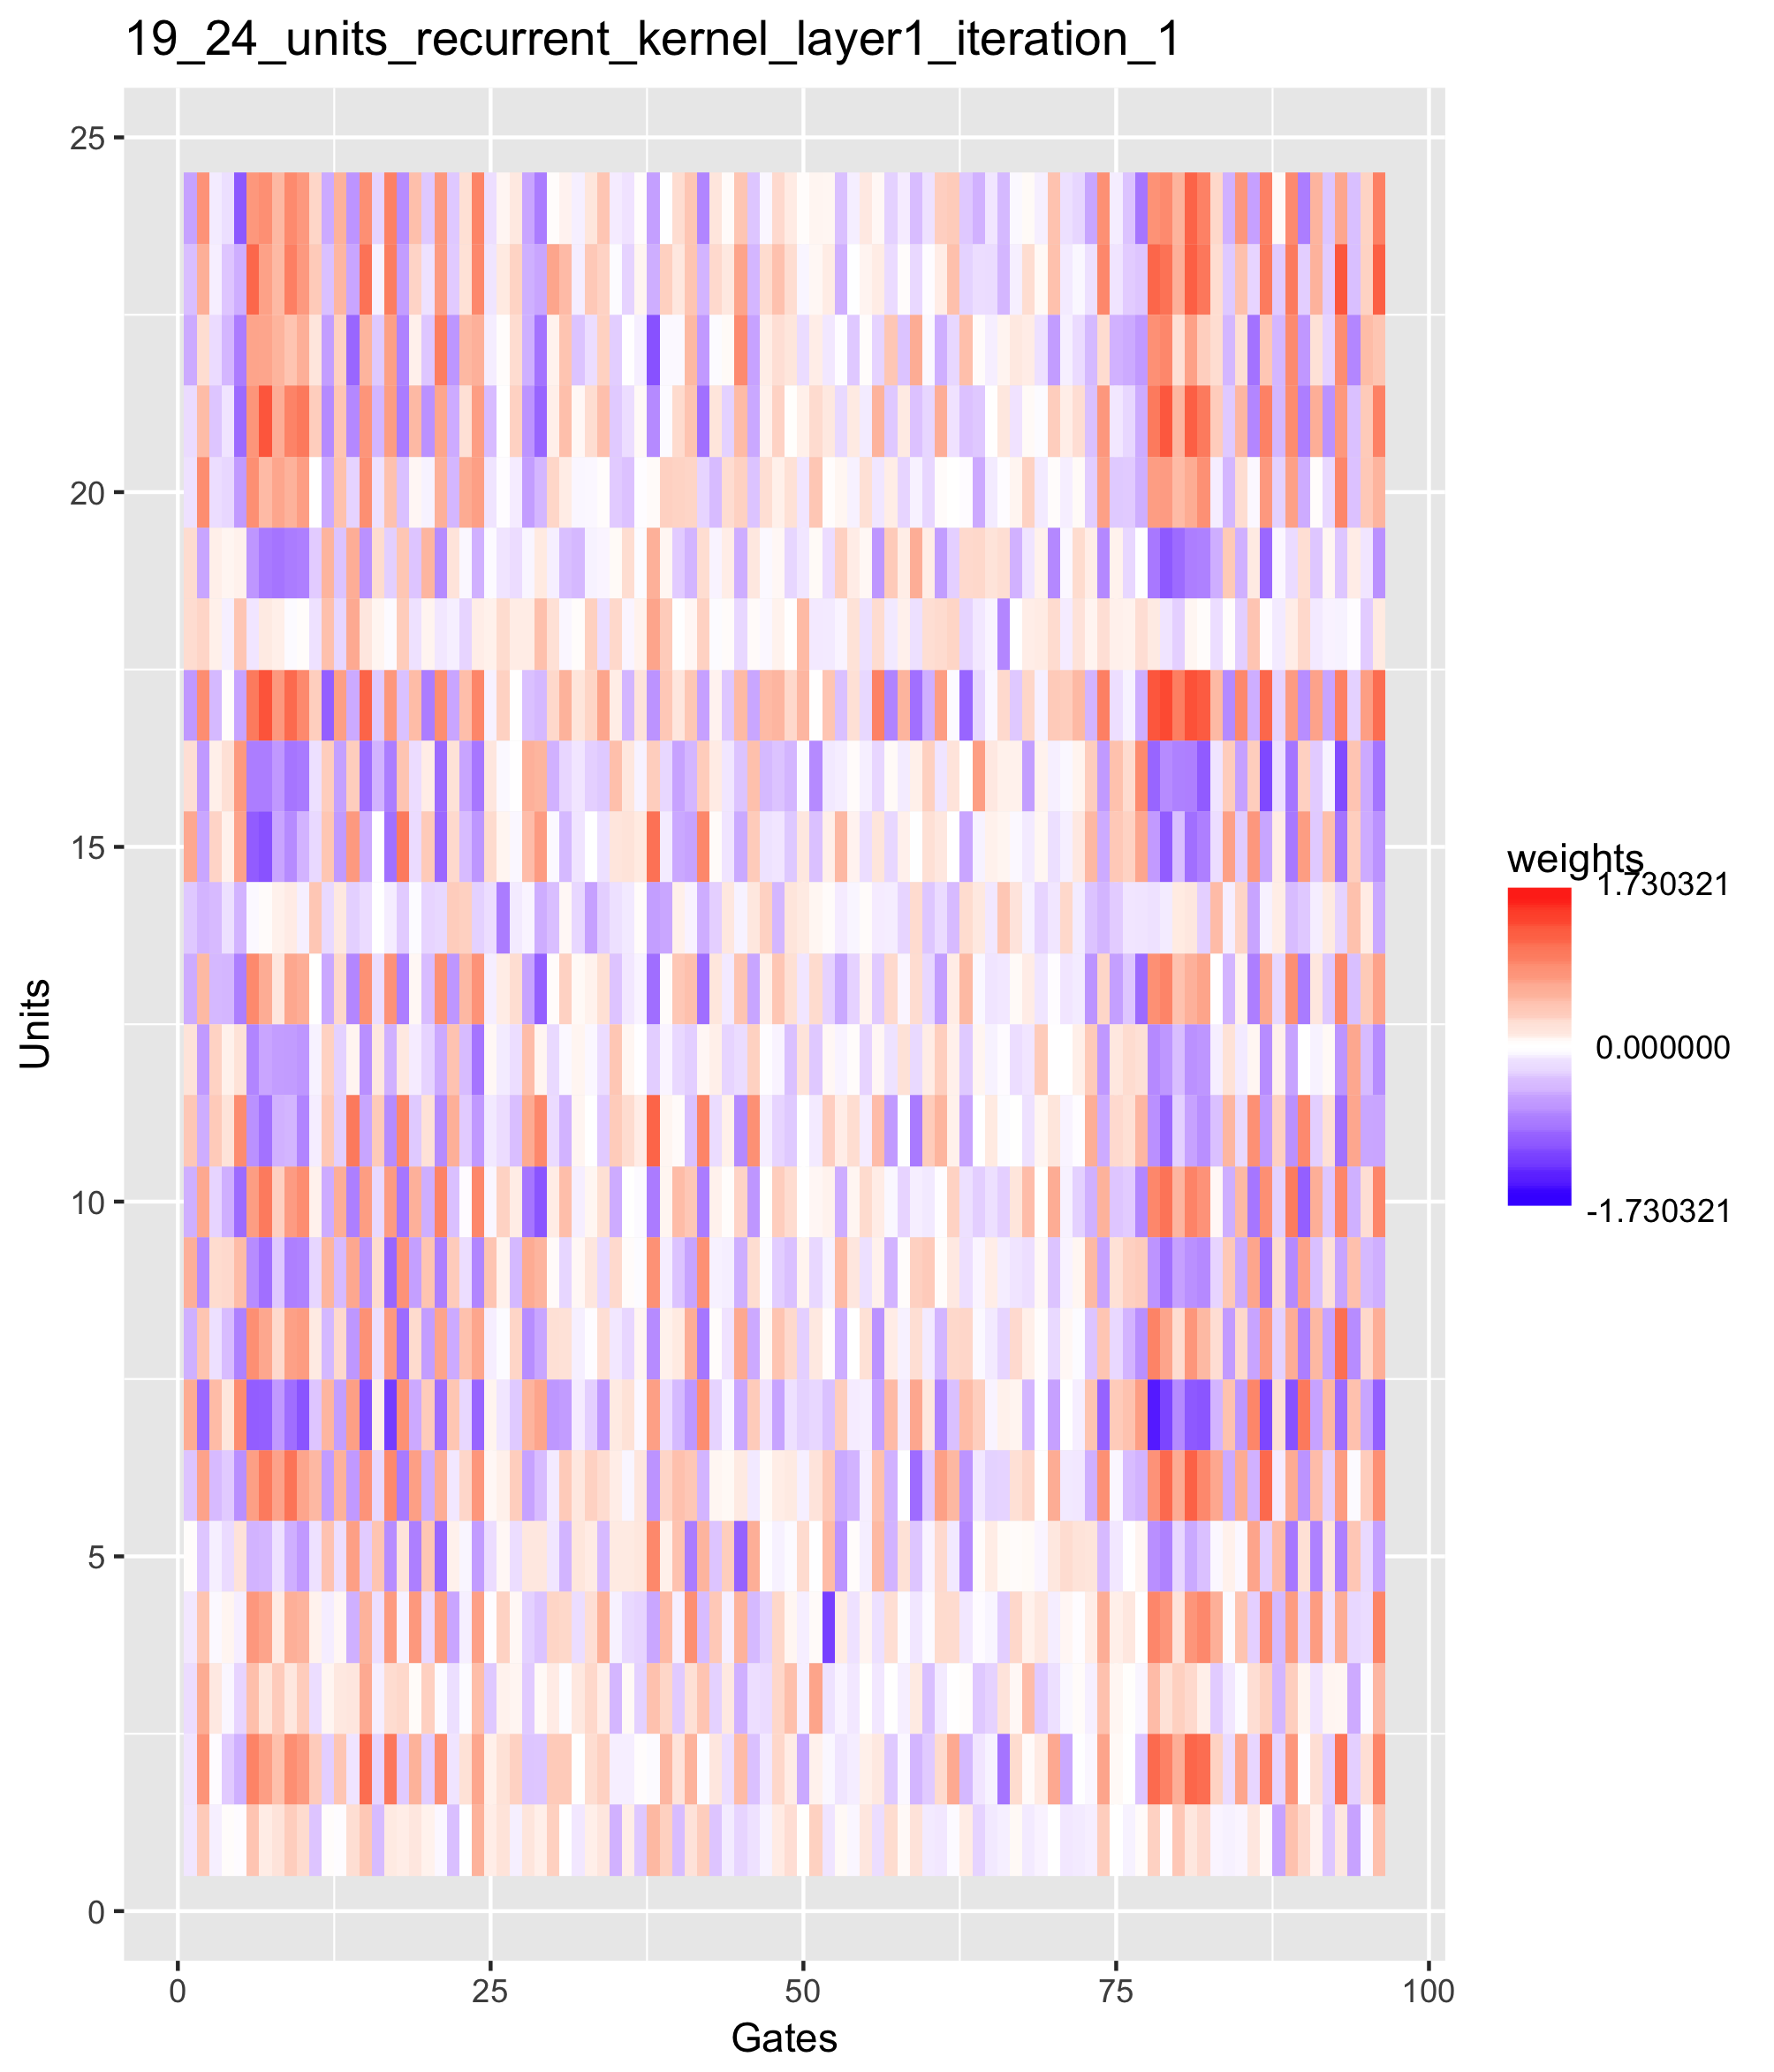 19_24_units_recurrent_kernel_layer1_iteration_1
25
20
15
10
5
0
Units
0 25 50 75 100
Gates
weights
1.730321
0.000000
-1.730321